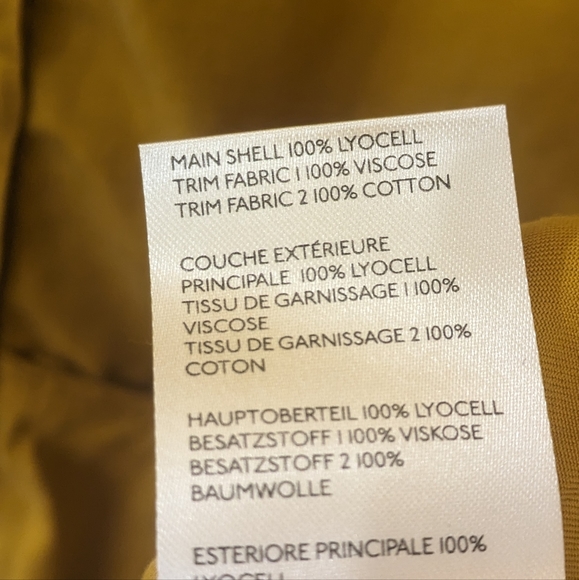 MAIN SHELL 100% LYOCELL
TRIM FABRIC 1 100% VISCOSE
TRIM FABRIC 2 100% COTTON
COUCHE EXTÉRIEURE
PRINCIPALE 100% LYOCELL
TISSU DE GARNISSAGE 1 100%
VISCOSE
TISSU DE GARNISSAGE 2 100%
COTON
HAUPTOBERTEIL 100% LYOCELL
BESATZSTOFF 1 100% VISKOSE
BESATZSTOFF 2 100%
BAUMWOLLE
ESTERIORE PRINCIPALE 100%
LYOCELL